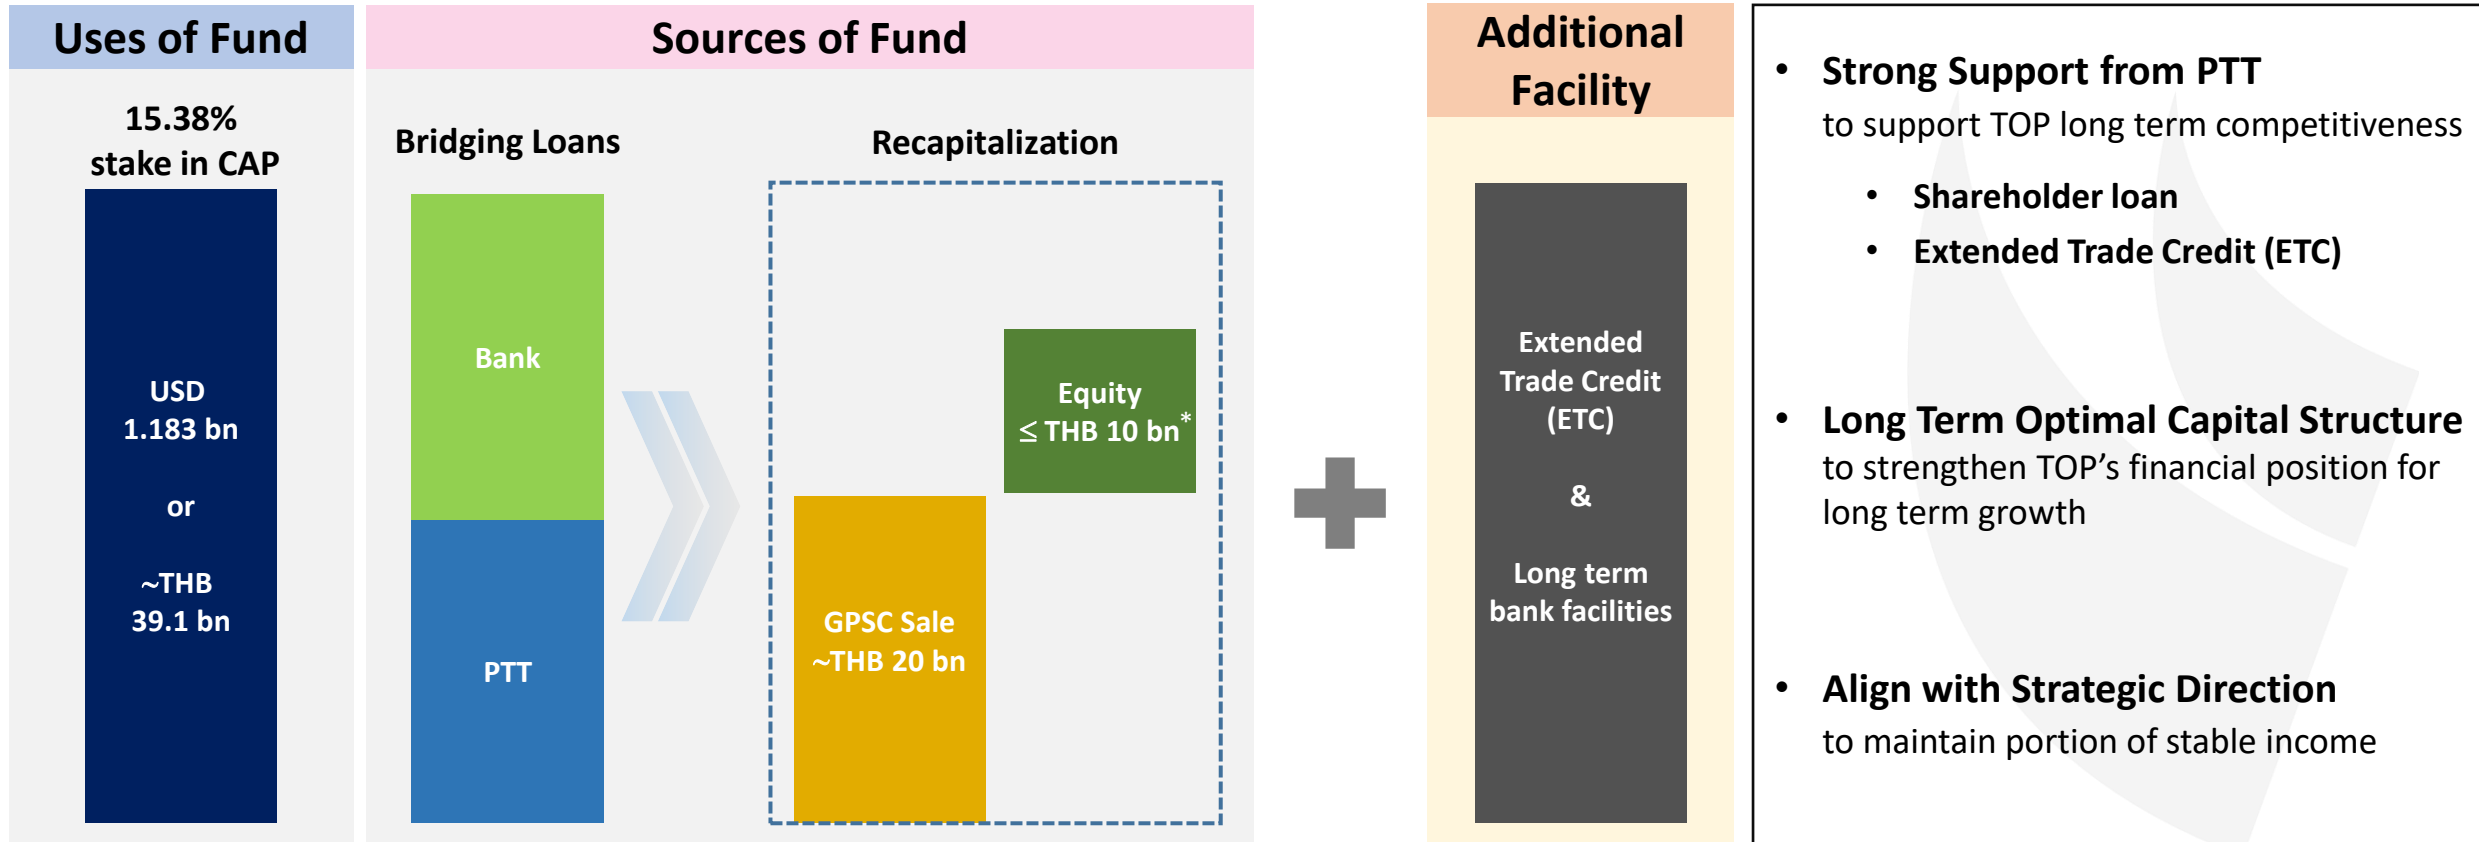 Uses of Fund
15.38%
stake in CAP
USD
1.183 bn
or
~THB
39.1 bn
Sources of Fund
Bridging Loans
Bank
PTT
Recapitalization
Equity
≤ THB 10 bn*
GPSC Sale
~THB 20 bn
Additional
Facility
Extended
Trade Credit
(ETC)
&
Long term
bank facilities
• Strong Support from PTT
to support TOP long term competitiveness
• Shareholder loan
• Extended Trade Credit (ETC)
• Long Term Optimal Capital Structure
to strengthen TOP’s financial position for
long term growth
• Align with Strategic Direction
to maintain portion of stable income